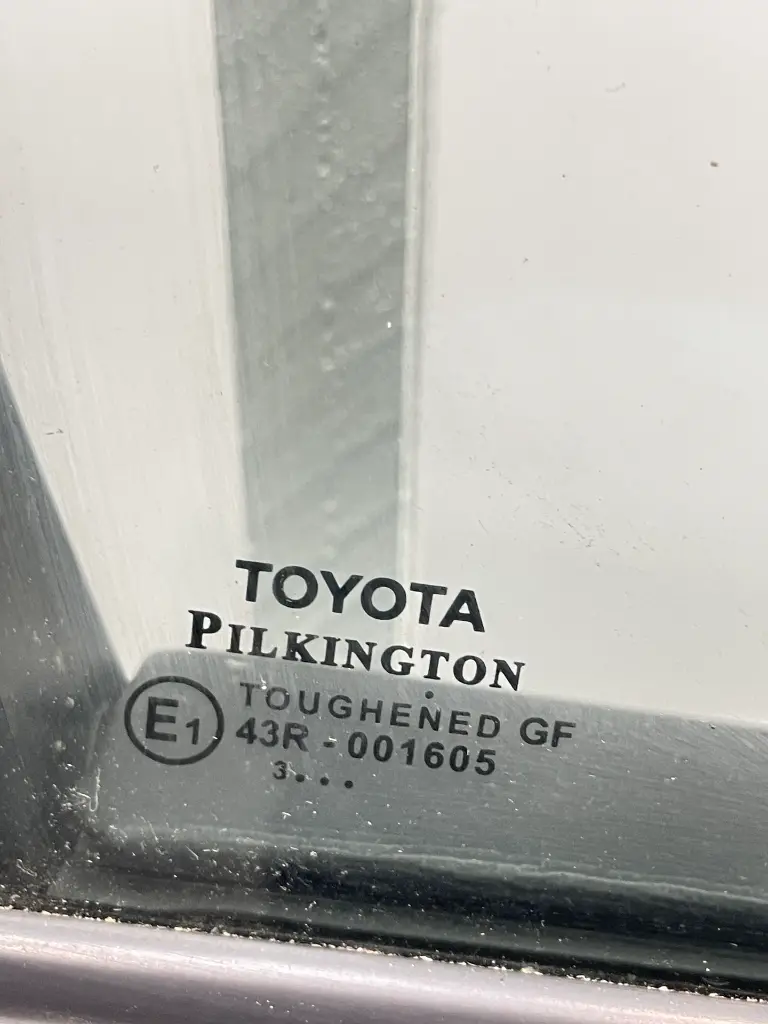 TOYOTA
PILKINGTON
TOUGHENED GF
E1 43R - 001605
3...